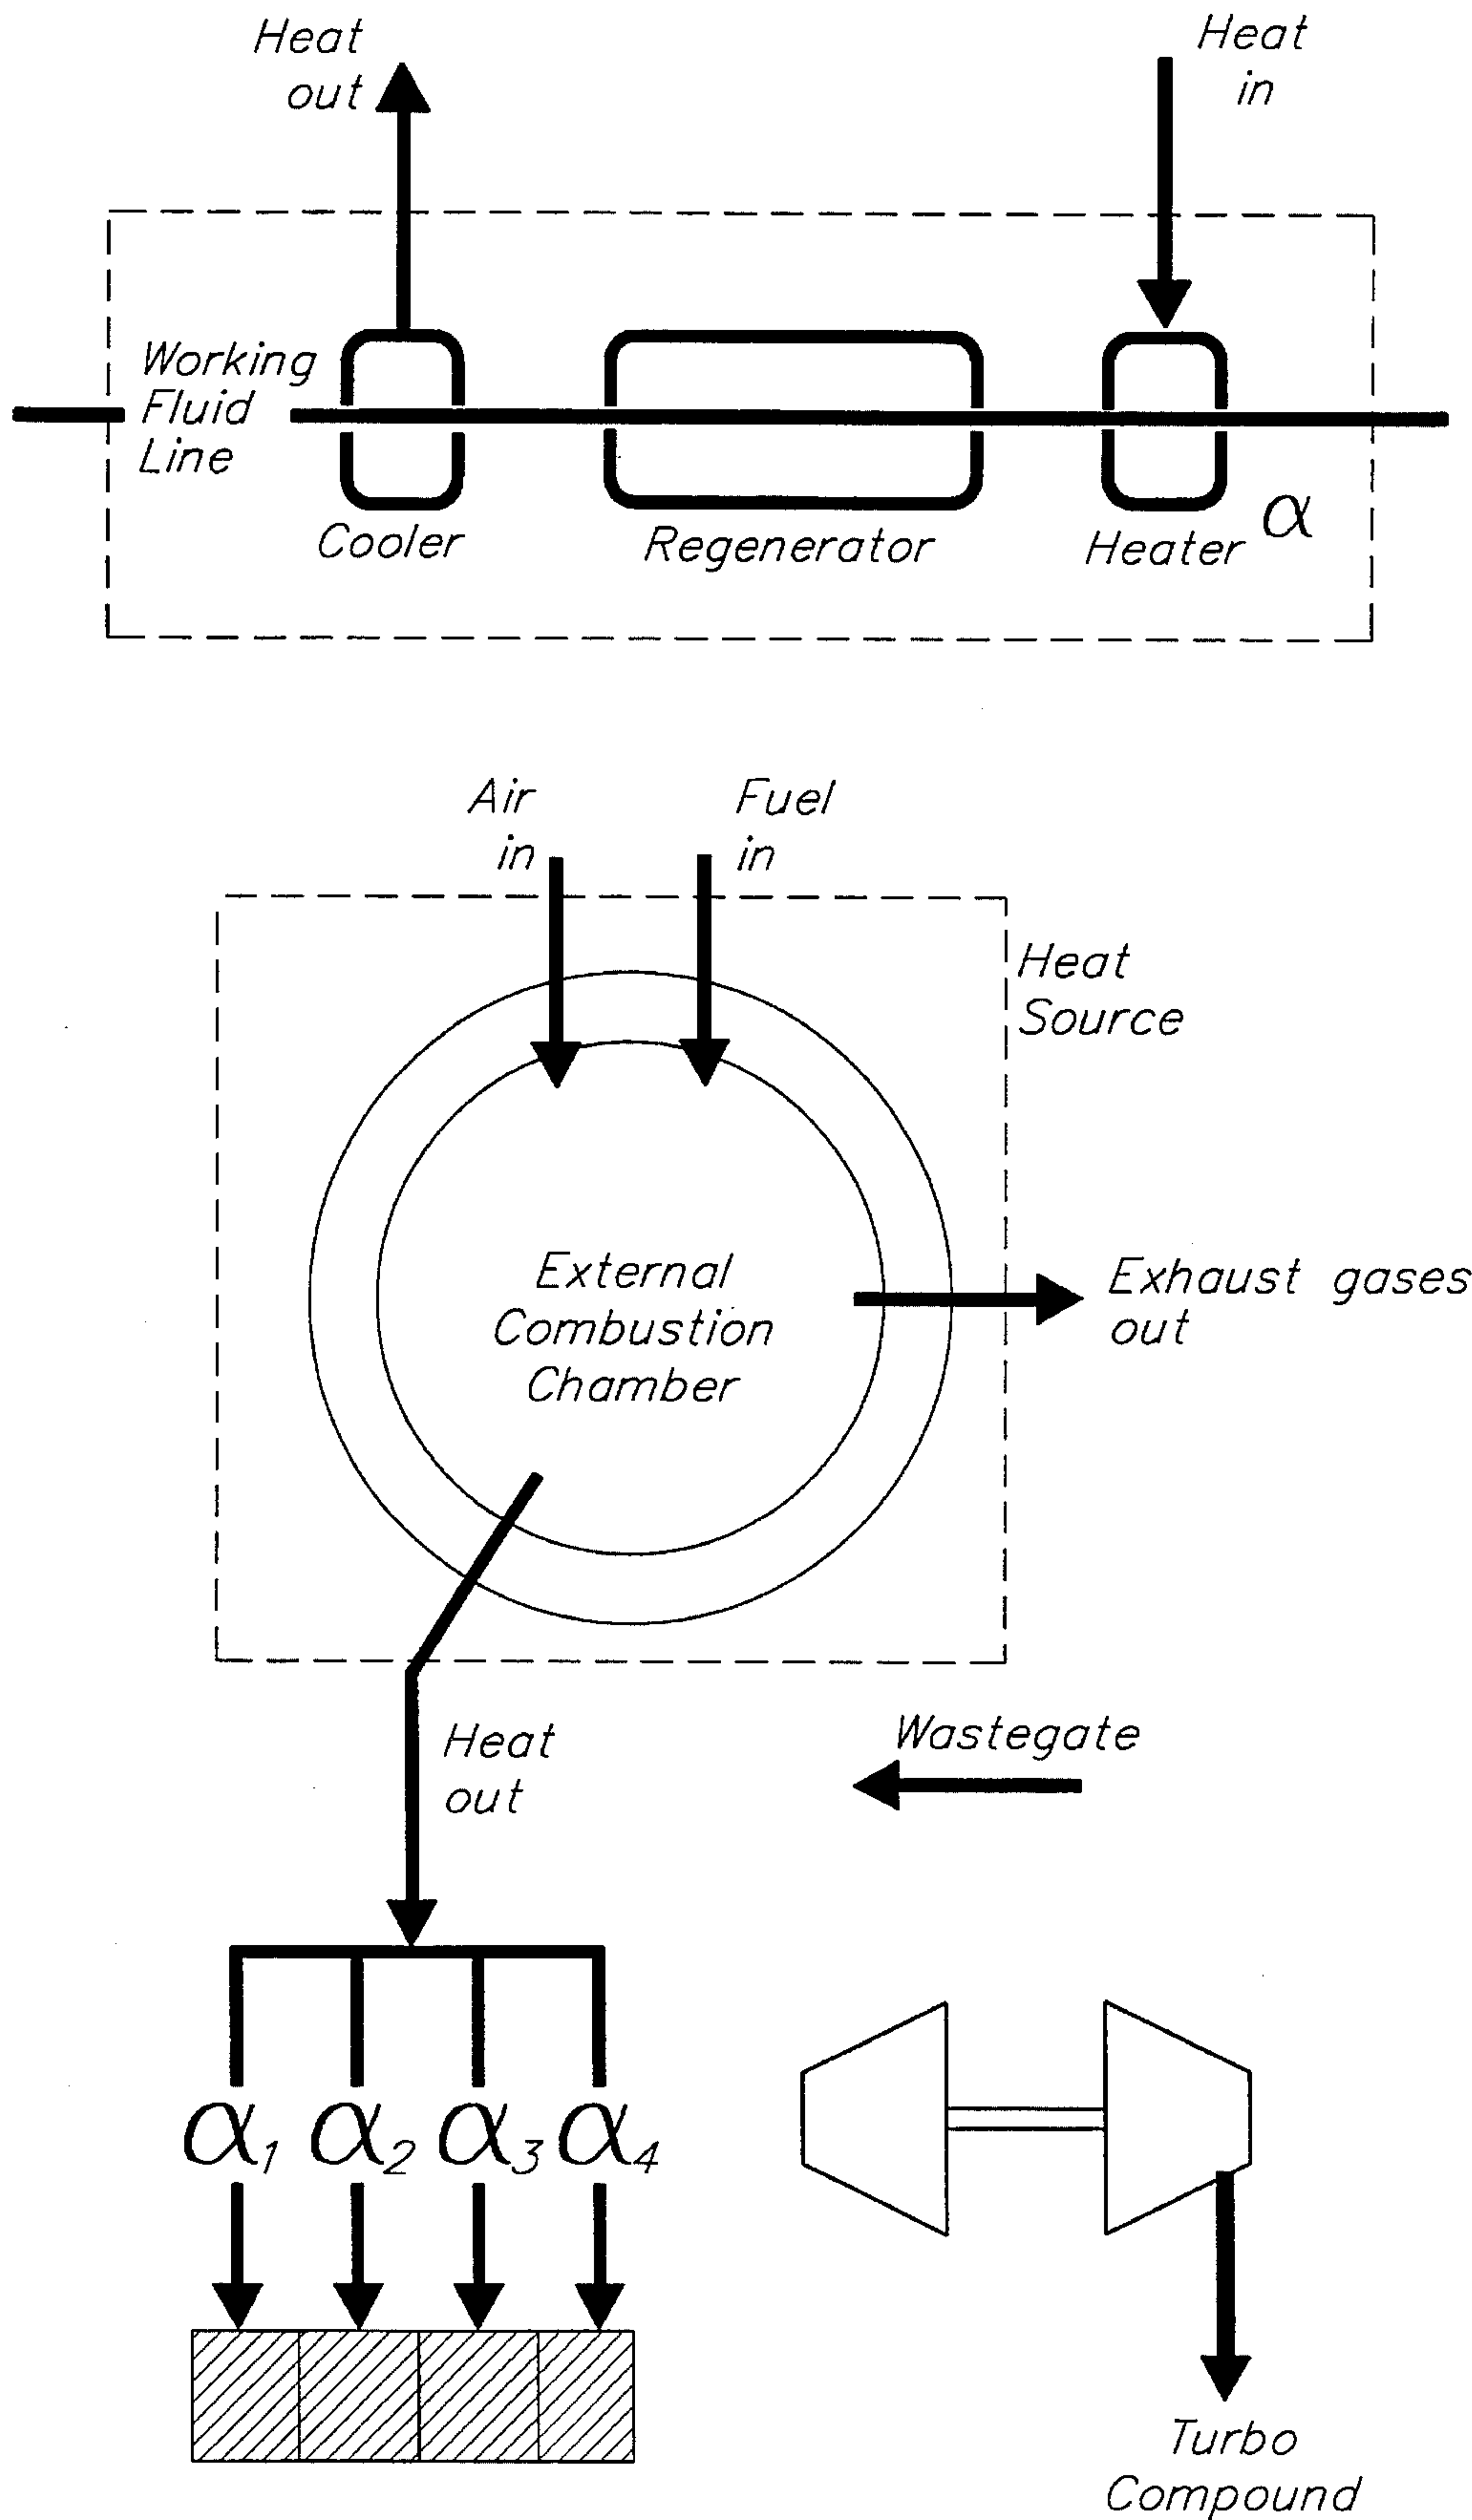 Heat
out
Heat
in
Working
Fluid
Line
Cooler
Regenerator
Heater
α
Air
in
Fuel
in
Heat
Source
External
Combustion
Chamber
Exhaust gases
out
Heat
out
Wastegate
α1 α2 α3 α4
Turbo
Compound